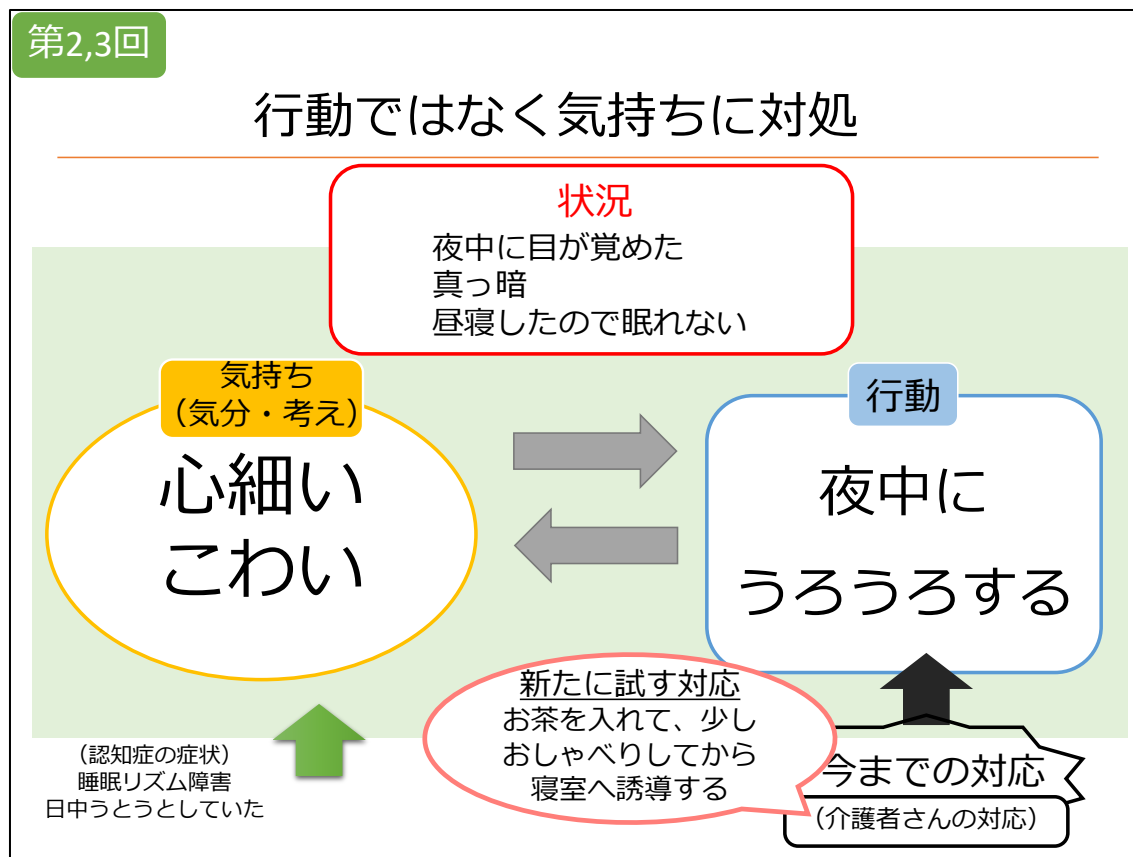 第2,3回
行動ではなく気持ちに対処
状況
夜中に目が覚めた
真っ暗
昼寝したので眠れない
気持ち
（気分・考え）
心細い
こわい
行動
夜中に
うろうろする
（認知症の症状）
睡眠リズム障害
日中うとうとしていた
新たに試す対応
お茶を入れて、少し
おしゃべりしてから
寝室へ誘導する
今までの対応
（介護者さんの対応）